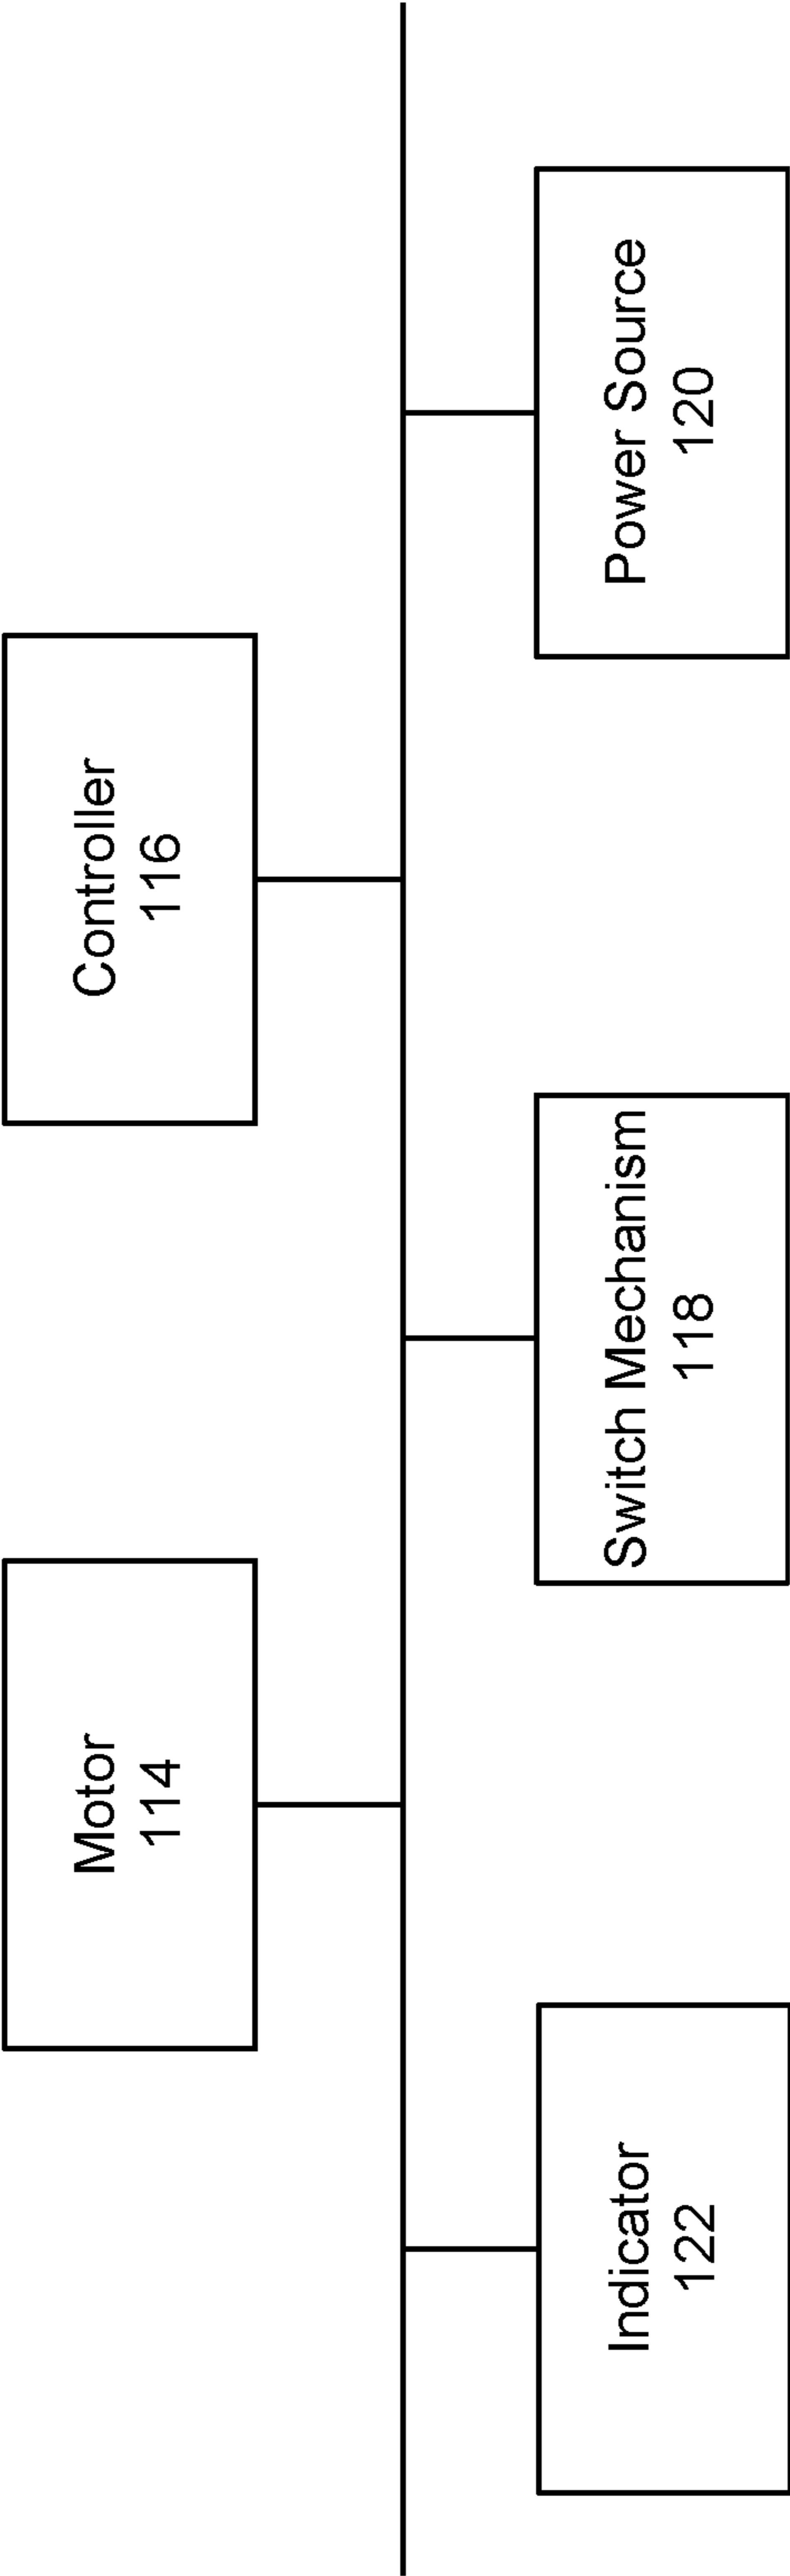 Motor
114
Controller
116
Indicator
122
Switch Mechanism
118
Power Source
120